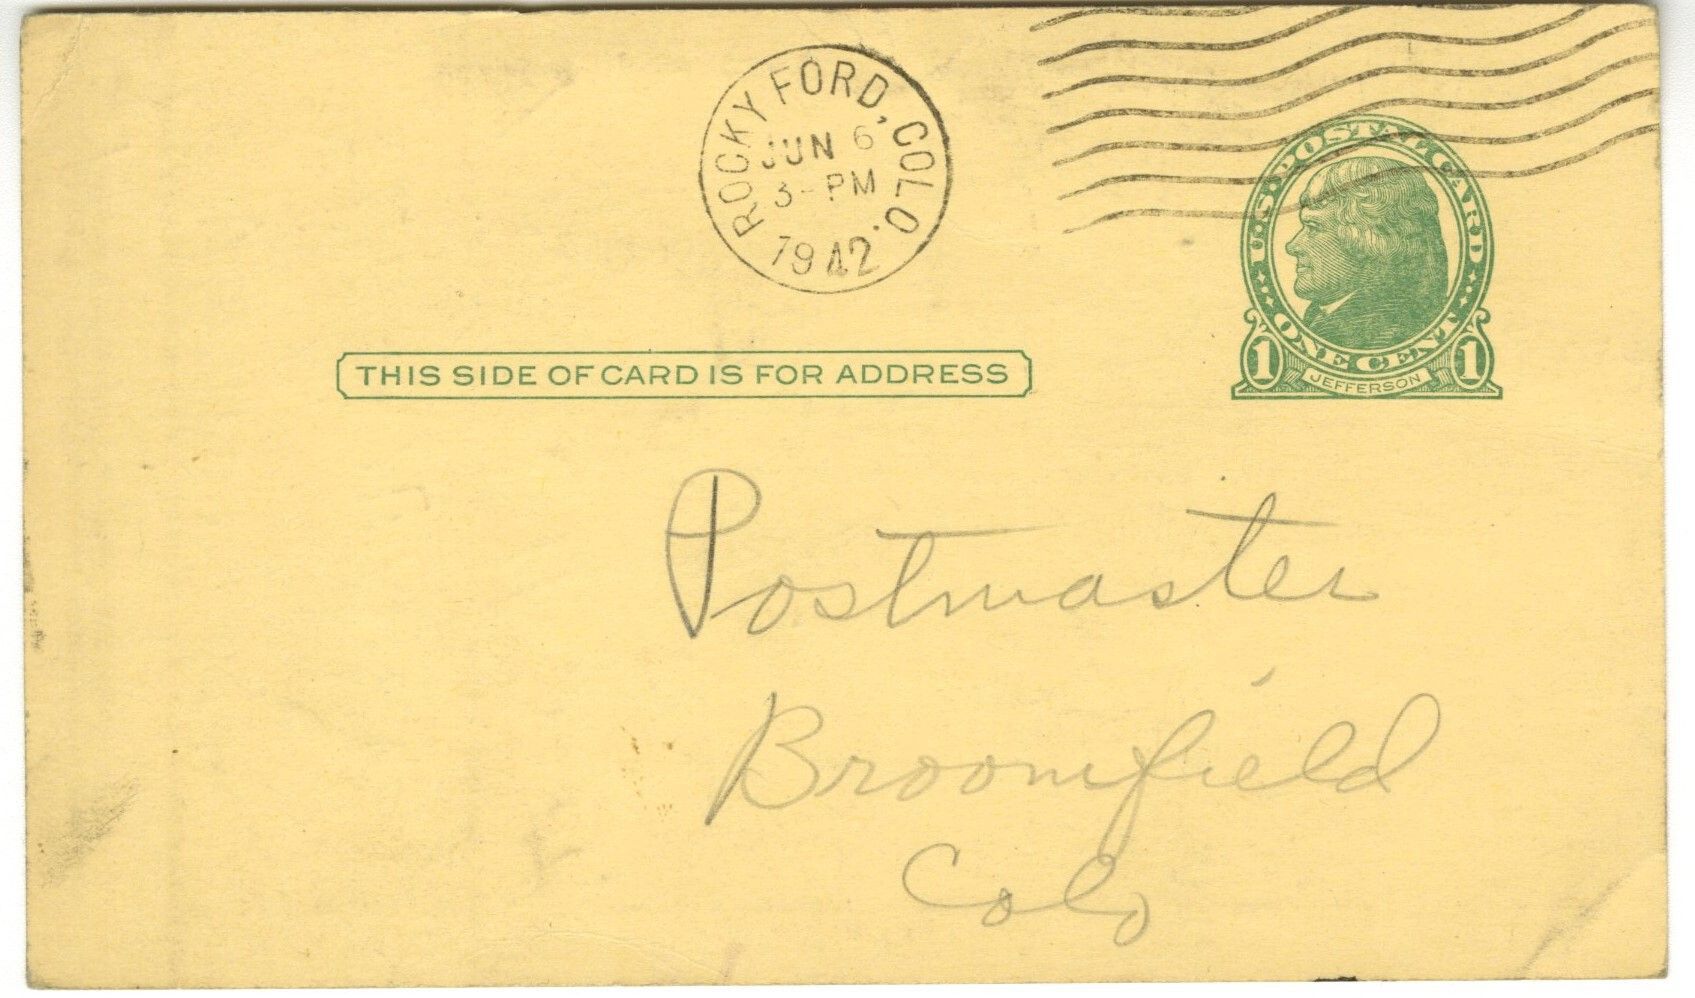 ROCKY FORD, COLO.
JUN 6
3-PM
1942
U.S. POSTAL CARD
ONE CENT
1 JEFFERSON 1
THIS SIDE OF CARD IS FOR ADDRESS
Postmaster
Broomfield
Colo